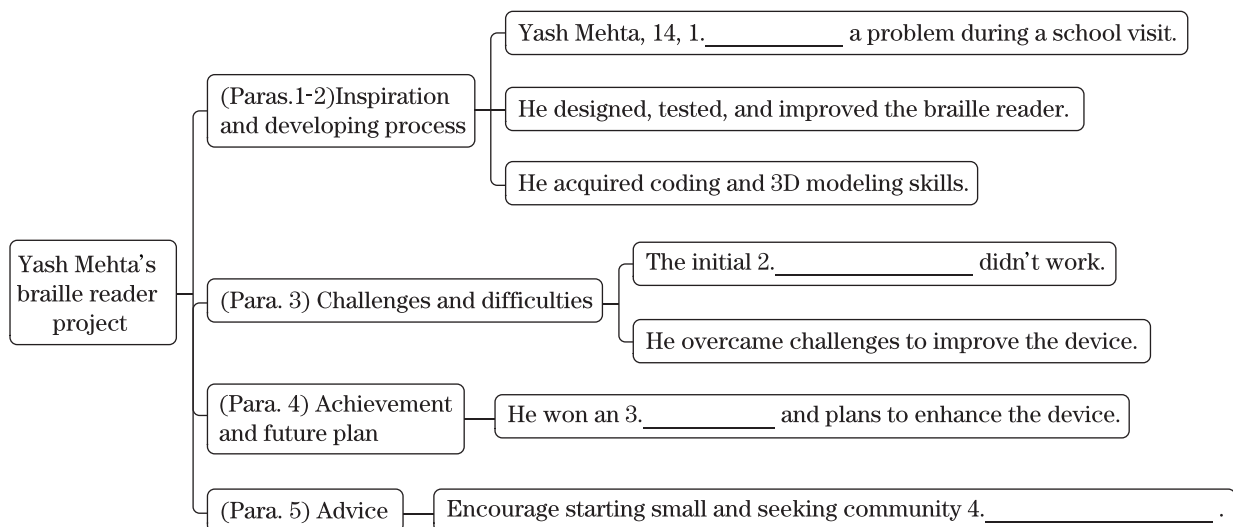 Yash Mehta’s
braille reader
project
(Paras.1-2)Inspiration
and developing process
Yash Mehta, 14, 1.__________ a problem during a school visit.
He designed, tested, and improved the braille reader.
He acquired coding and 3D modeling skills.
(Para. 3) Challenges and difficulties
The initial 2.______________ didn’t work.
He overcame challenges to improve the device.
(Para. 4) Achievement
and future plan
He won an 3.__________ and plans to enhance the device.
(Para. 5) Advice
Encourage starting small and seeking community 4.________________ .